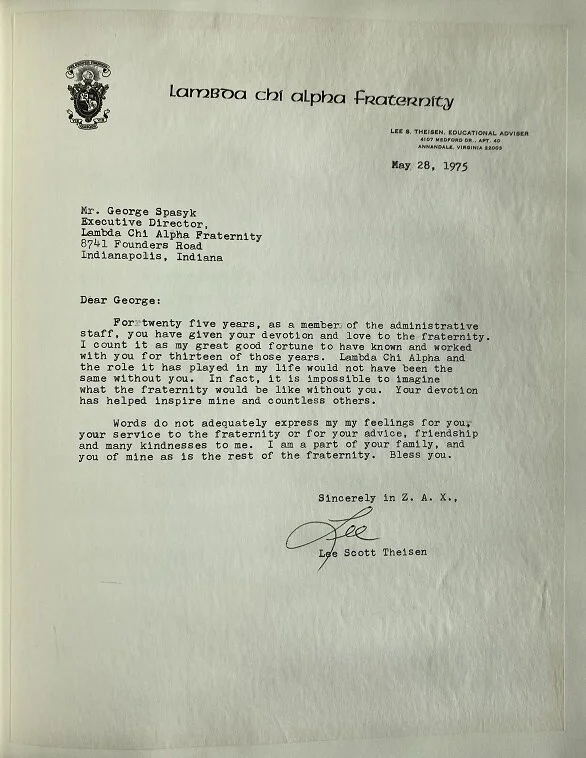 Lambda chi alpha fraternity
LEE S. THEISEN, EDUCATIONAL ADVISER
4107 MEDFORD DR., APT. 40
ANNANDALE, VIRGINIA 22003
May 28, 1975
Mr. George Spasyk
Executive Director,
Lambda Chi Alpha Fraternity
8741 Founders Road
Indianapolis, Indiana
Dear George:
For twenty five years, as a member of the administrative
staff, you have given your devotion and love to the fraternity.
I count it as my great good fortune to have known and worked
with you for thirteen of those years. Lambda Chi Alpha and
the role it has played in my life would not have been the
same without you. In fact, it is impossible to imagine
what the fraternity would be like without you. Your devotion
has helped inspire mine and countless others.
Words do not adequately express my my feelings for you,
your service to the fraternity or for your advice, friendship
and many kindnesses to me. I am a part of your family, and
you of mine as is the rest of the fraternity. Bless you.
Sincerely in Z. A. X.,
Lee
Lee Scott Theisen